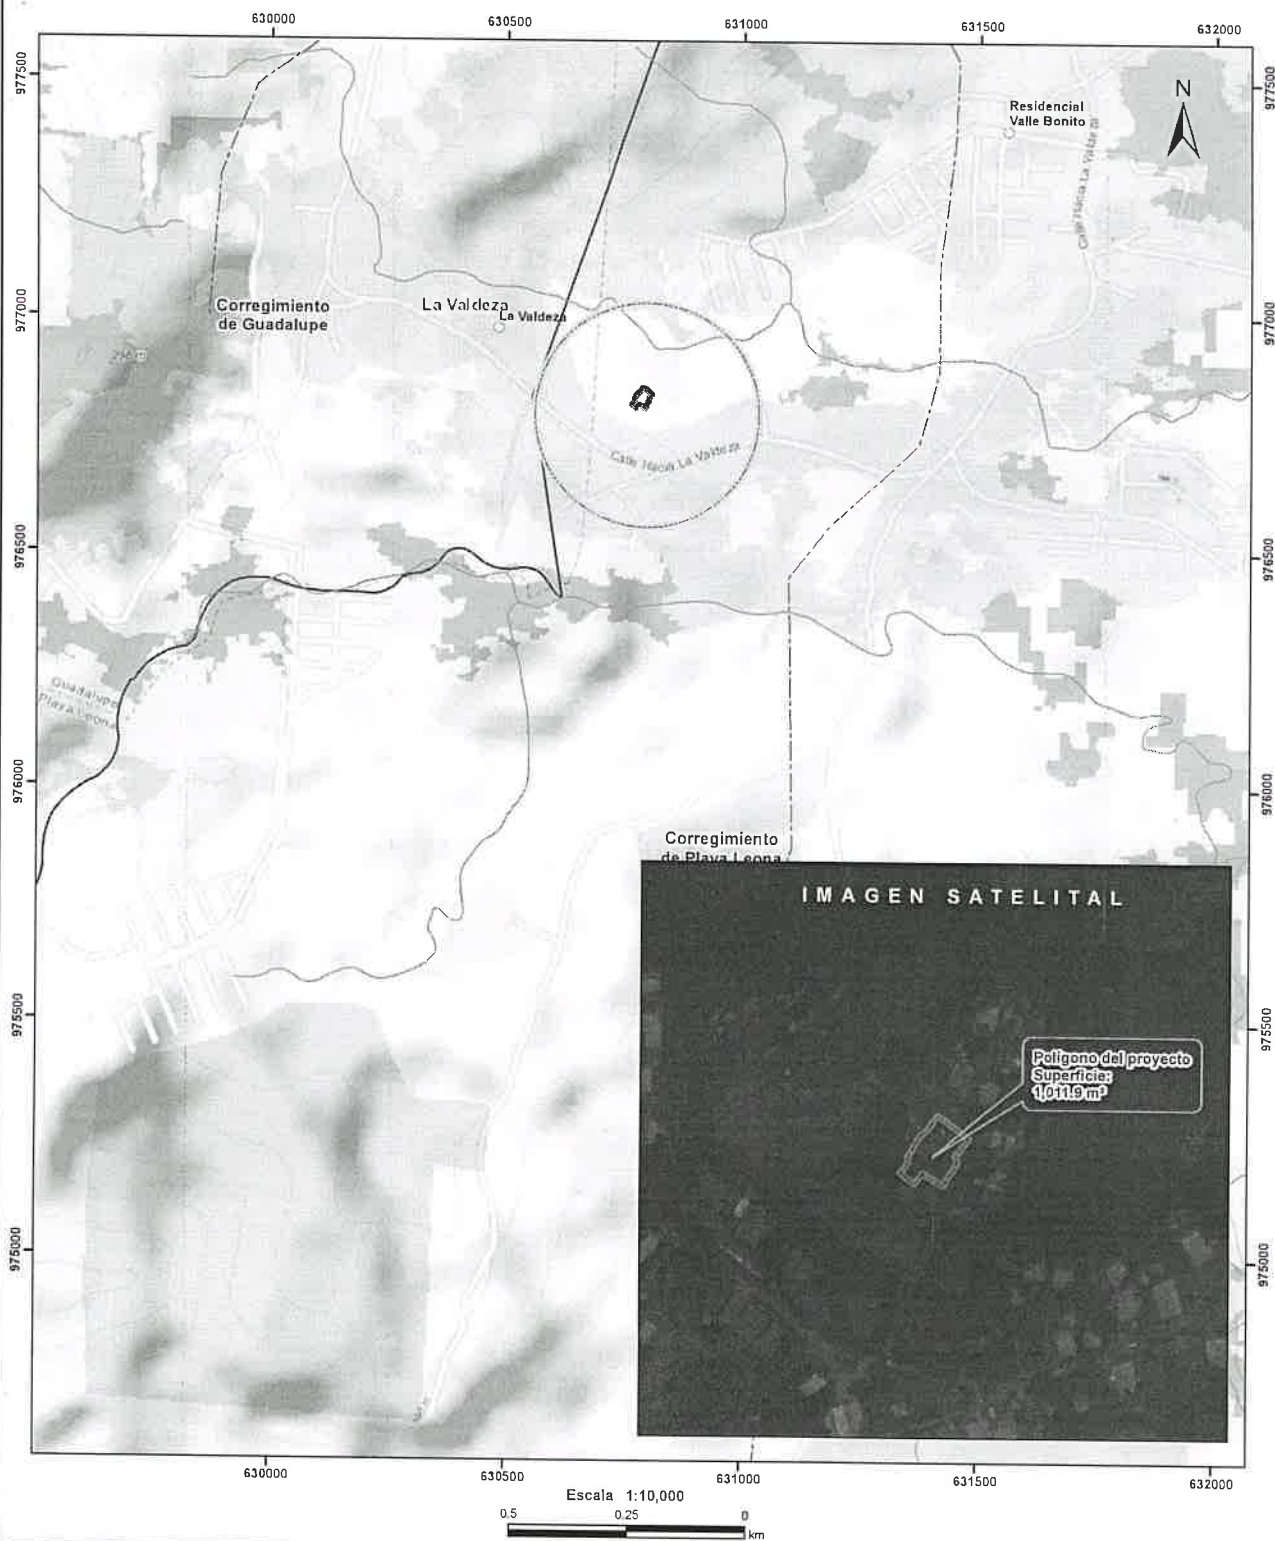 630000
630500
631000
631500
632000
977500
977500
N
Residencial
Valle Bonito
Calle Hacia La Valdeza
977000
977000
Corregimiento
de Guadalupe
La Valdeza
La Valdeza
Calle Hacia La Valdeza
976500
976500
Guadalupe
Playa Leona
976000
976000
Corregimiento
de Playa Leona
IMAGEN SATELITAL
975500
975500
Polígono del proyecto
Superficie:
1,011.9 m²
975000
975000
630000
630500
631000
631500
632000
Escala 1:10,000
0.5
0.25
0
km